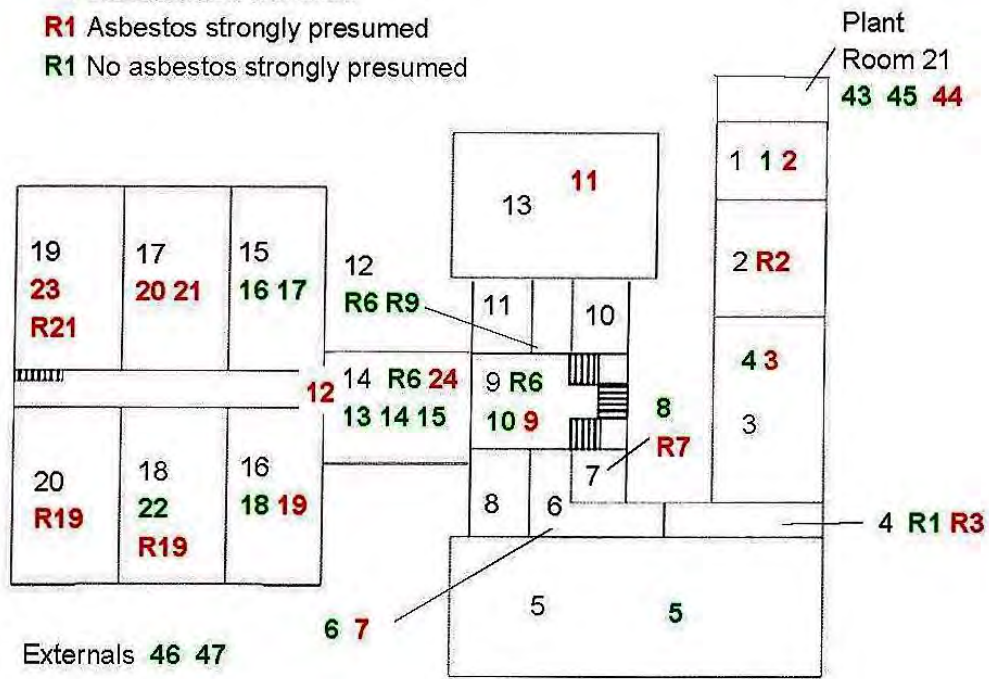 R1 Asbestos strongly presumed
R1 No asbestos strongly presumed
Plant
Room 21
43 45 44
1 1 2
2 R2
4 3
3
13
11
19
23
R21
17
20 21
15
16 17
12
R6 R9
11
10
12
14 R6 24
13 14 15
9 R6
10 9
8
R7
7
8
6
4 R1 R3
20
R19
18
22
R19
16
18 19
5
5
6 7
Externals 46 47